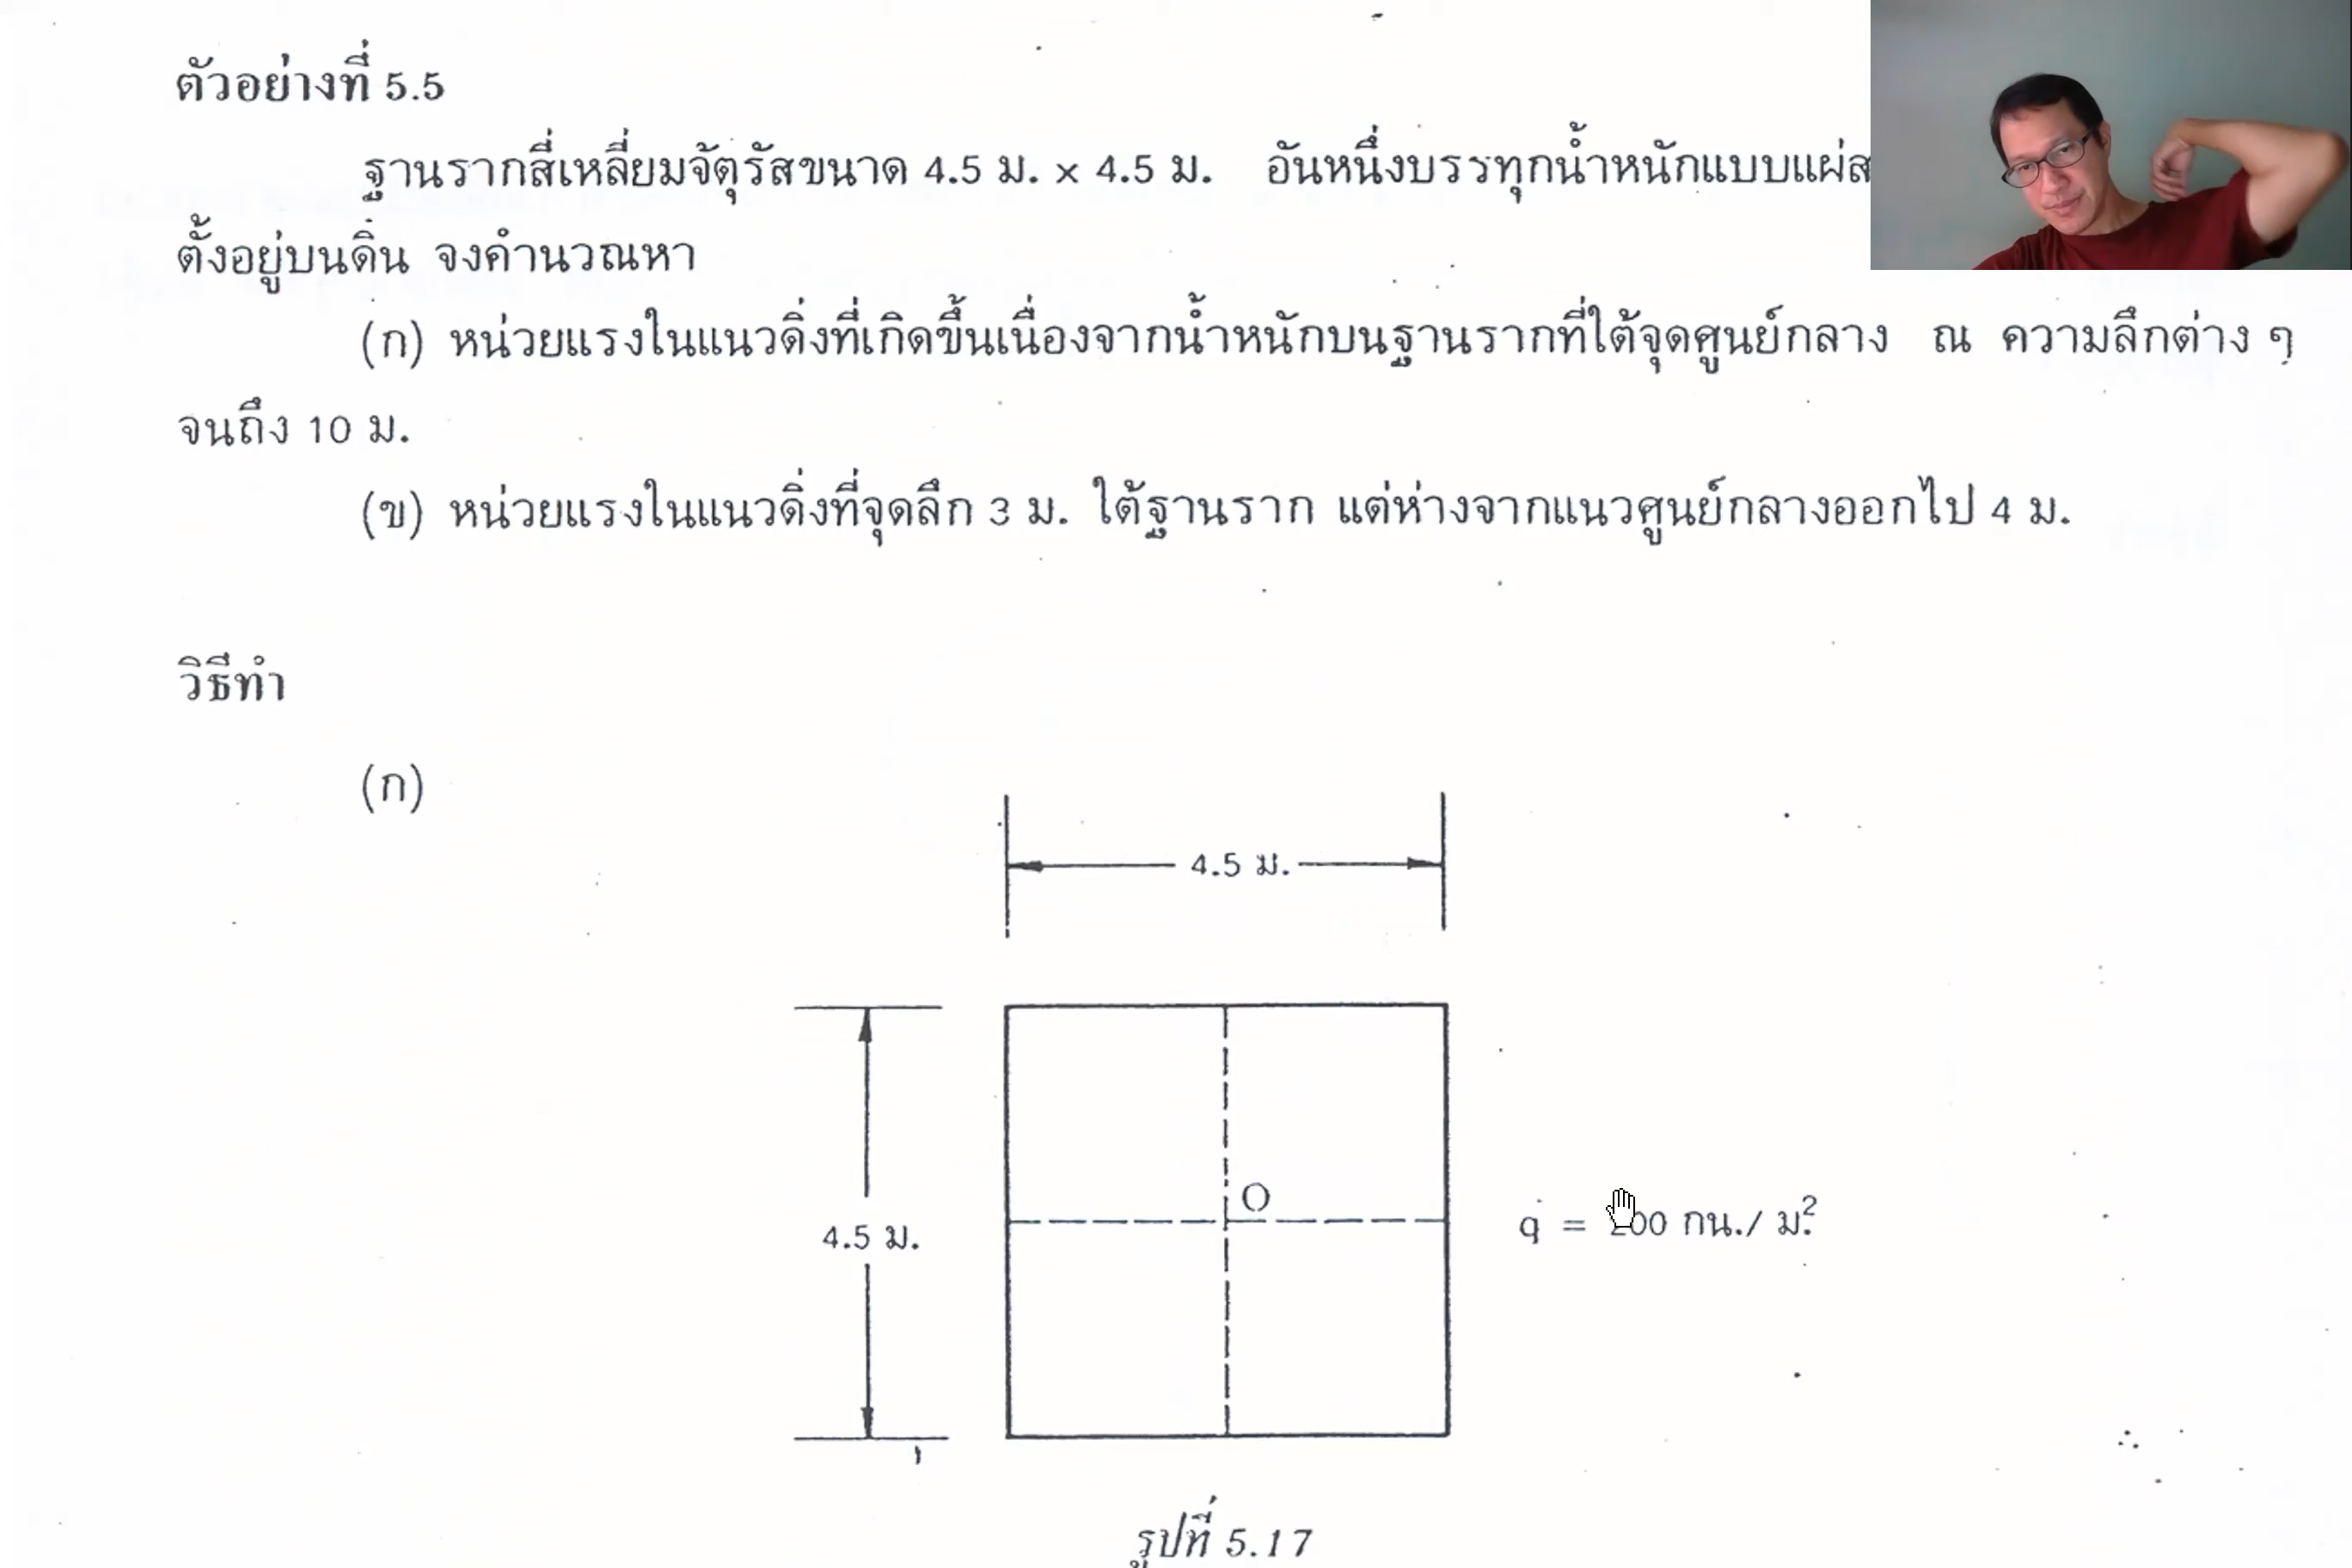 ตัวอย่างที่ 5.5
ฐานรากสี่เหลี่ยมจัตุรัสขนาด 4.5 ม. × 4.5 ม. อันหนึ่งบรรทุกน้ำหนักแบบแผ่ส
ตั้งอยู่บนดิน จงคำนวณหา
(ก) หน่วยแรงในแนวดิ่งที่เกิดขึ้นเนื่องจากน้ำหนักบนฐานรากที่ใต้จุดศูนย์กลาง ณ ความลึกต่าง ๆ
จนถึง 10 ม.
(ข) หน่วยแรงในแนวดิ่งที่จุดลึก 3 ม. ใต้ฐานราก แต่ห่างจากแนวศูนย์กลางออกไป 4 ม.
วิธีทำ
(ก)
4.5 ม.
O
4.5 ม.
q = 200 กน./ ม.²
รูปที่ 5.17